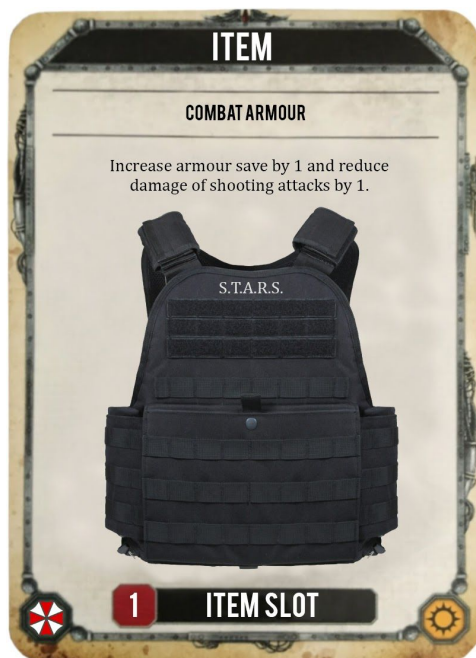 ITEM
COMBAT ARMOUR
Increase armour save by 1 and reduce
damage of shooting attacks by 1.
S.T.A.R.S.
1 ITEM SLOT